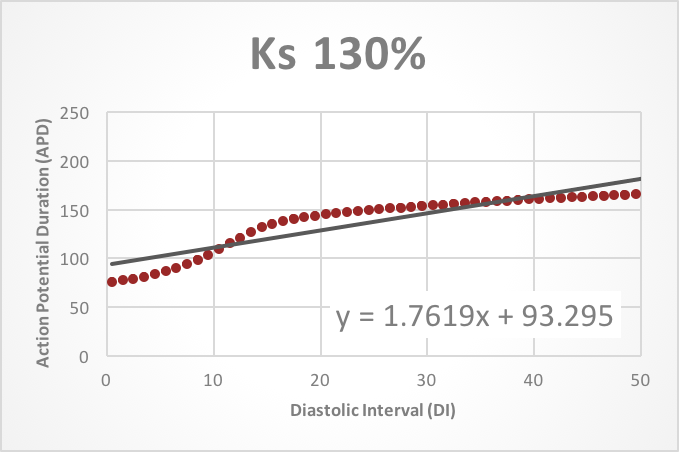 Ks 130%
Action Potential Duration (APD)
250
200
150
100
50
0
y = 1.7619x + 93.295
0 10 20 30 40 50
Diastolic Interval (DI)